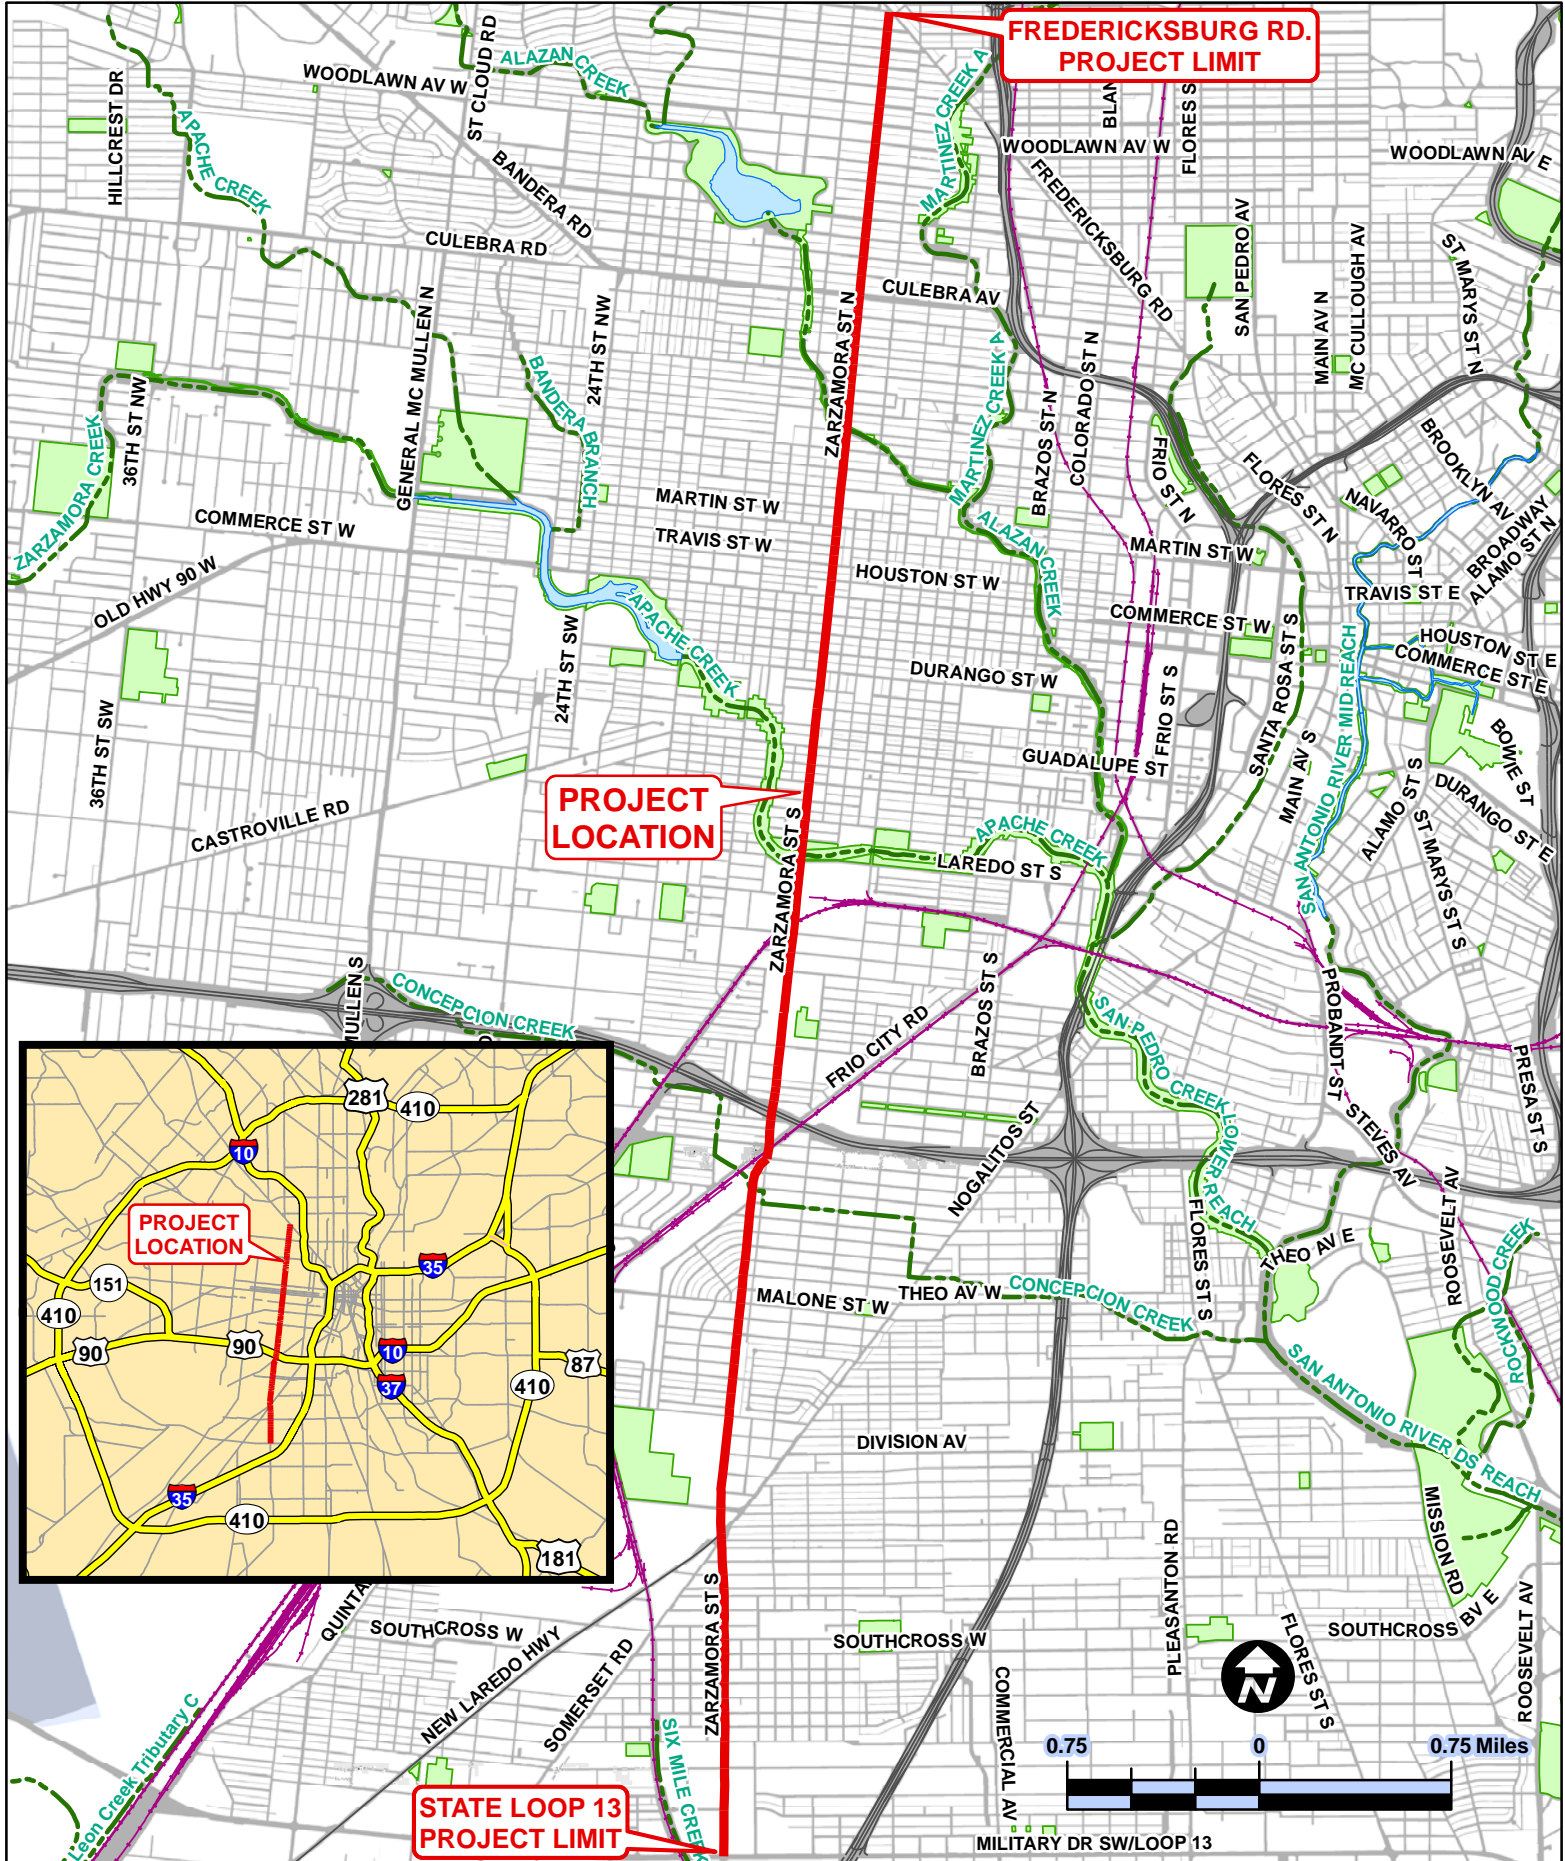 FREDERICKSBURG RD.
PROJECT LIMIT
HILLCREST DR
WOODLAWN AV W
ST CLOUD RD
ALAZAN CREEK
APACHE CREEK
BANDERA RD
CULEBRA RD
MARTINEZ CREEK A
FLORES S
WOODLAWN AV W
WOODLAWN AV E
FREDERICKSBURG RD
SAN PEDRO AV
MAIN AV N
MC CULLOUGH AV
ST MARYS ST N
CULEBRA AV
ZARZAMORA ST N
GENERAL MC MULLEN N
24TH ST NW
BANDERA BRANCH
36TH ST NW
ZARZAMORA CREEK
MARTINEZ CREEK A
BRAZOS ST N
COLORADO ST N
FRIO ST N
FLORES ST N
BROOKLYN AV
NAVARRO ST
BROADWAY
ALAMO ST N
MARTIN ST W
TRAVIS ST W
COMMERCE ST W
OLD HWY 90 W
HOUSTON ST W
ALAZAN CREEK
MARTIN ST W
COMMERCE ST W
TRAVIS ST E
HOUSTON ST E
COMMERCE ST E
APACHE CREEK
24TH ST SW
DURANGO ST W
FRIO ST S
SANTA ROSA ST S
SAN ANTONIO RIVER MID REACH
MAIN AV S
BOWIE ST
DURANGO ST E
ALAMO ST S
ST MARYS ST S
36TH ST SW
CASTROVILLE RD
GUADALUPE ST
PROJECT
LOCATION
ZARZAMORA ST S
APACHE CREEK
LAREDO ST S
MULLEN S
CONCEPCION CREEK
FRIO CITY RD
BRAZOS ST S
SAN PEDRO CREEK LOWER REACH
PROBANDT ST
PRESA ST S
STEVES AV
NOGALITOS ST
FLORES ST S
THEO AV E
ROOSEVELT AV
ROCKWOOD CREEK
281
410
10
PROJECT
LOCATION
151
35
410
90
90
10
87
37
410
35
410
181
MALONE ST W
THEO AV W
CONCEPCION CREEK
SAN ANTONIO RIVER DS REACH
DIVISION AV
MISSION RD
PLEASANTON RD
ZARZAMORA ST S
SOUTHCROSS W
SOUTHCROSS W
SOUTHCROSS BV E
FLORES ST S
ROOSEVELT AV
QUINTA
NEW LAREDO HWY
SOMERSET RD
COMMERCIAL AV
SIX MILE CREEK
Leon Creek Tributary C
N
0.75
0
0.75 Miles
STATE LOOP 13
PROJECT LIMIT
MILITARY DR SW/LOOP 13